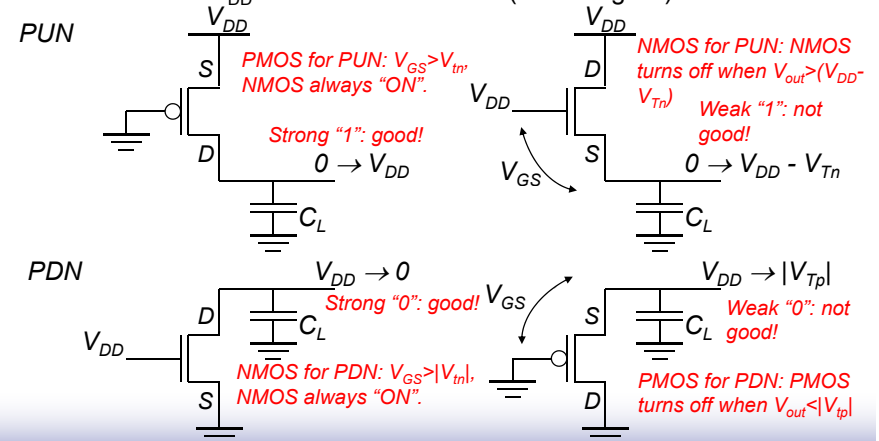 V_DD V_DD
PUN
S
PMOS for PUN: V_GS>V_tn,
NMOS always “ON”.
Strong “1”: good!
D
0 → V_DD
C_L
D
V_DD
NMOS for PUN: NMOS
turns off when V_out>(V_DD-
V_Tn)
Weak “1”: not
good!
S
V_GS
0 → V_DD - V_Tn
C_L
PDN
V_DD → 0
Strong “0”: good!
D
C_L
V_DD
NMOS for PDN: V_GS>|V_tn|,
NMOS always “ON”.
S
V_GS
V_DD → |V_Tp|
S
C_L
Weak “0”: not
good!
PMOS for PDN: PMOS
turns off when V_out<|V_tp|
D